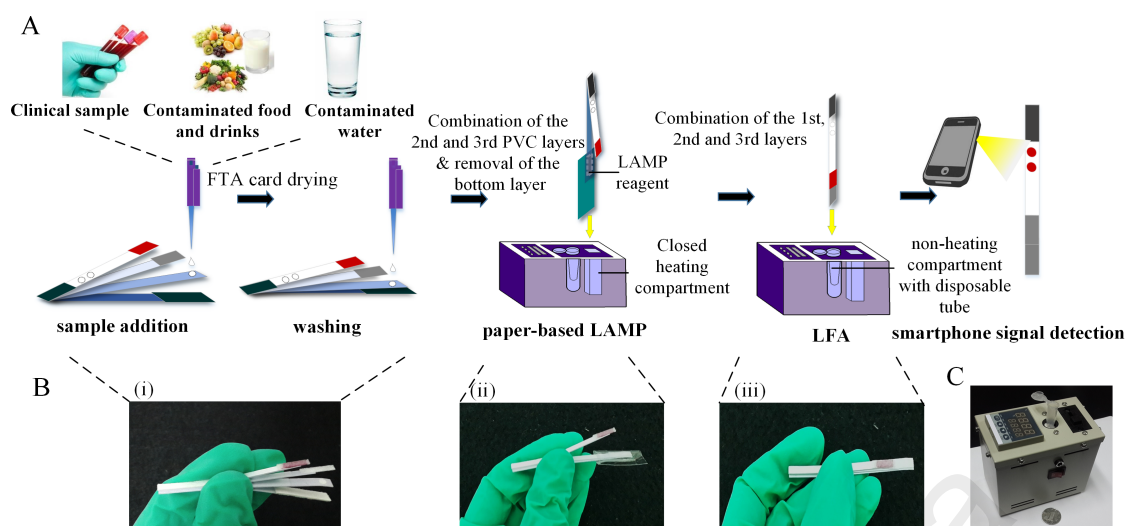 A
Clinical sample
Contaminated food
and drinks
Contaminated
water
FTA card drying
Combination of the
2nd and 3rd PVC layers
& removal of the
bottom layer
LAMP
reagent
Combination of the 1st,
2nd and 3rd layers
Closed
heating
compartment
non-heating
compartment
with disposable
tube
sample addition
washing
paper-based LAMP
LFA
smartphone signal detection
B
(i)
(ii)
(iii)
C